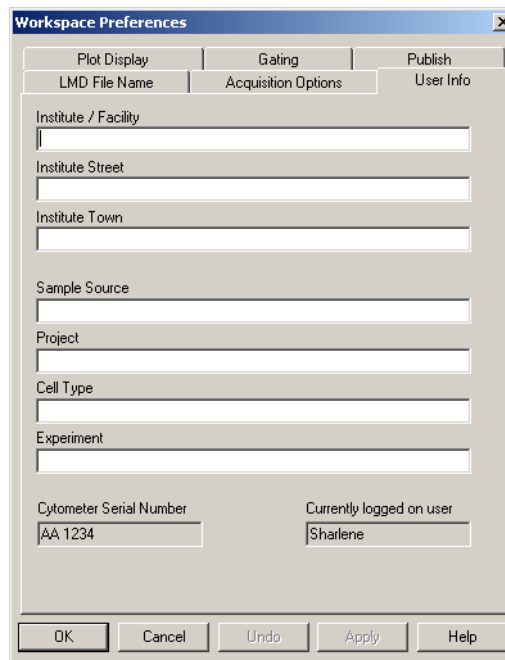 Workspace Preferences
Plot Display Gating Publish
LMD File Name Acquisition Options User Info
Institute / Facility
Institute Street
Institute Town
Sample Source
Project
Cell Type
Experiment
Cytometer Serial Number Currently logged on user
AA 1234 Sharlene
OK Cancel Undo Apply Help